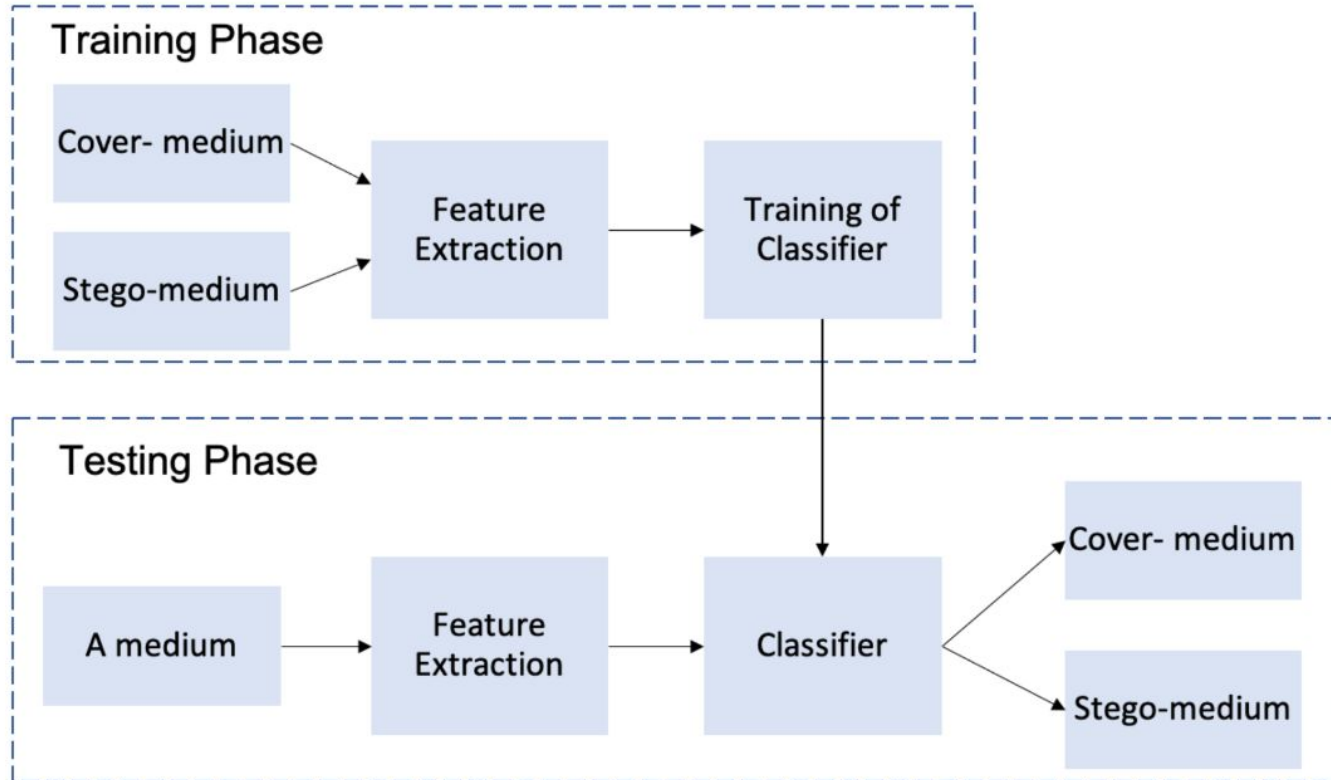 Training Phase
Cover- medium
Stego-medium
Feature
Extraction
Training of
Classifier
Testing Phase
A medium
Feature
Extraction
Classifier
Cover- medium
Stego-medium